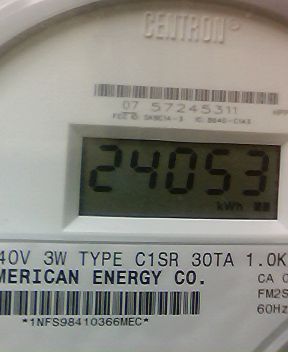 CENTRON®
07 57245311
24053
kWh
40V 3W TYPE C1SR 30TA 1.0K
MERICAN ENERGY CO.
CA 0
FM2S
60Hz
*1NFS98410366MEC*